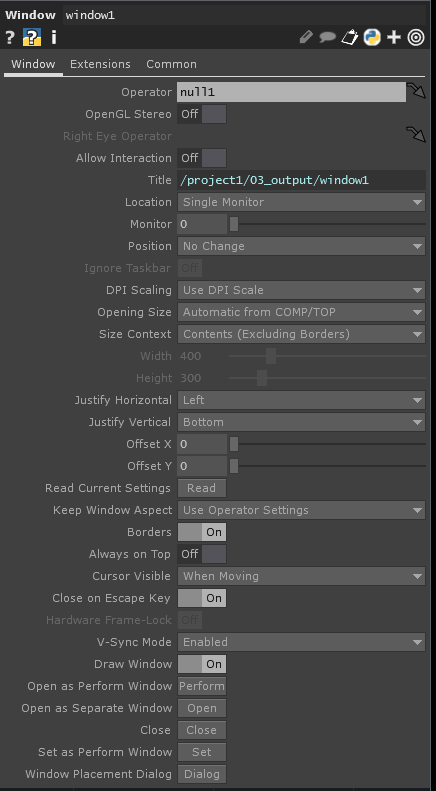 Window window1
? ? i
Window Extensions Common
Operator null1
OpenGL Stereo Off
Right Eye Operator
Allow Interaction Off
Title /project1/03_output/window1
Location Single Monitor
Monitor 0
Position No Change
Ignore Taskbar Off
DPI Scaling Use DPI Scale
Opening Size Automatic from COMP/TOP
Size Context Contents (Excluding Borders)
Width 400
Height 300
Justify Horizontal Left
Justify Vertical Bottom
Offset X 0
Offset Y 0
Read Current Settings Read
Keep Window Aspect Use Operator Settings
Borders On
Always on Top Off
Cursor Visible When Moving
Close on Escape Key On
Hardware Frame-Lock Off
V-Sync Mode Enabled
Draw Window On
Open as Perform Window Perform
Open as Separate Window Open
Close Close
Set as Perform Window Set
Window Placement Dialog Dialog